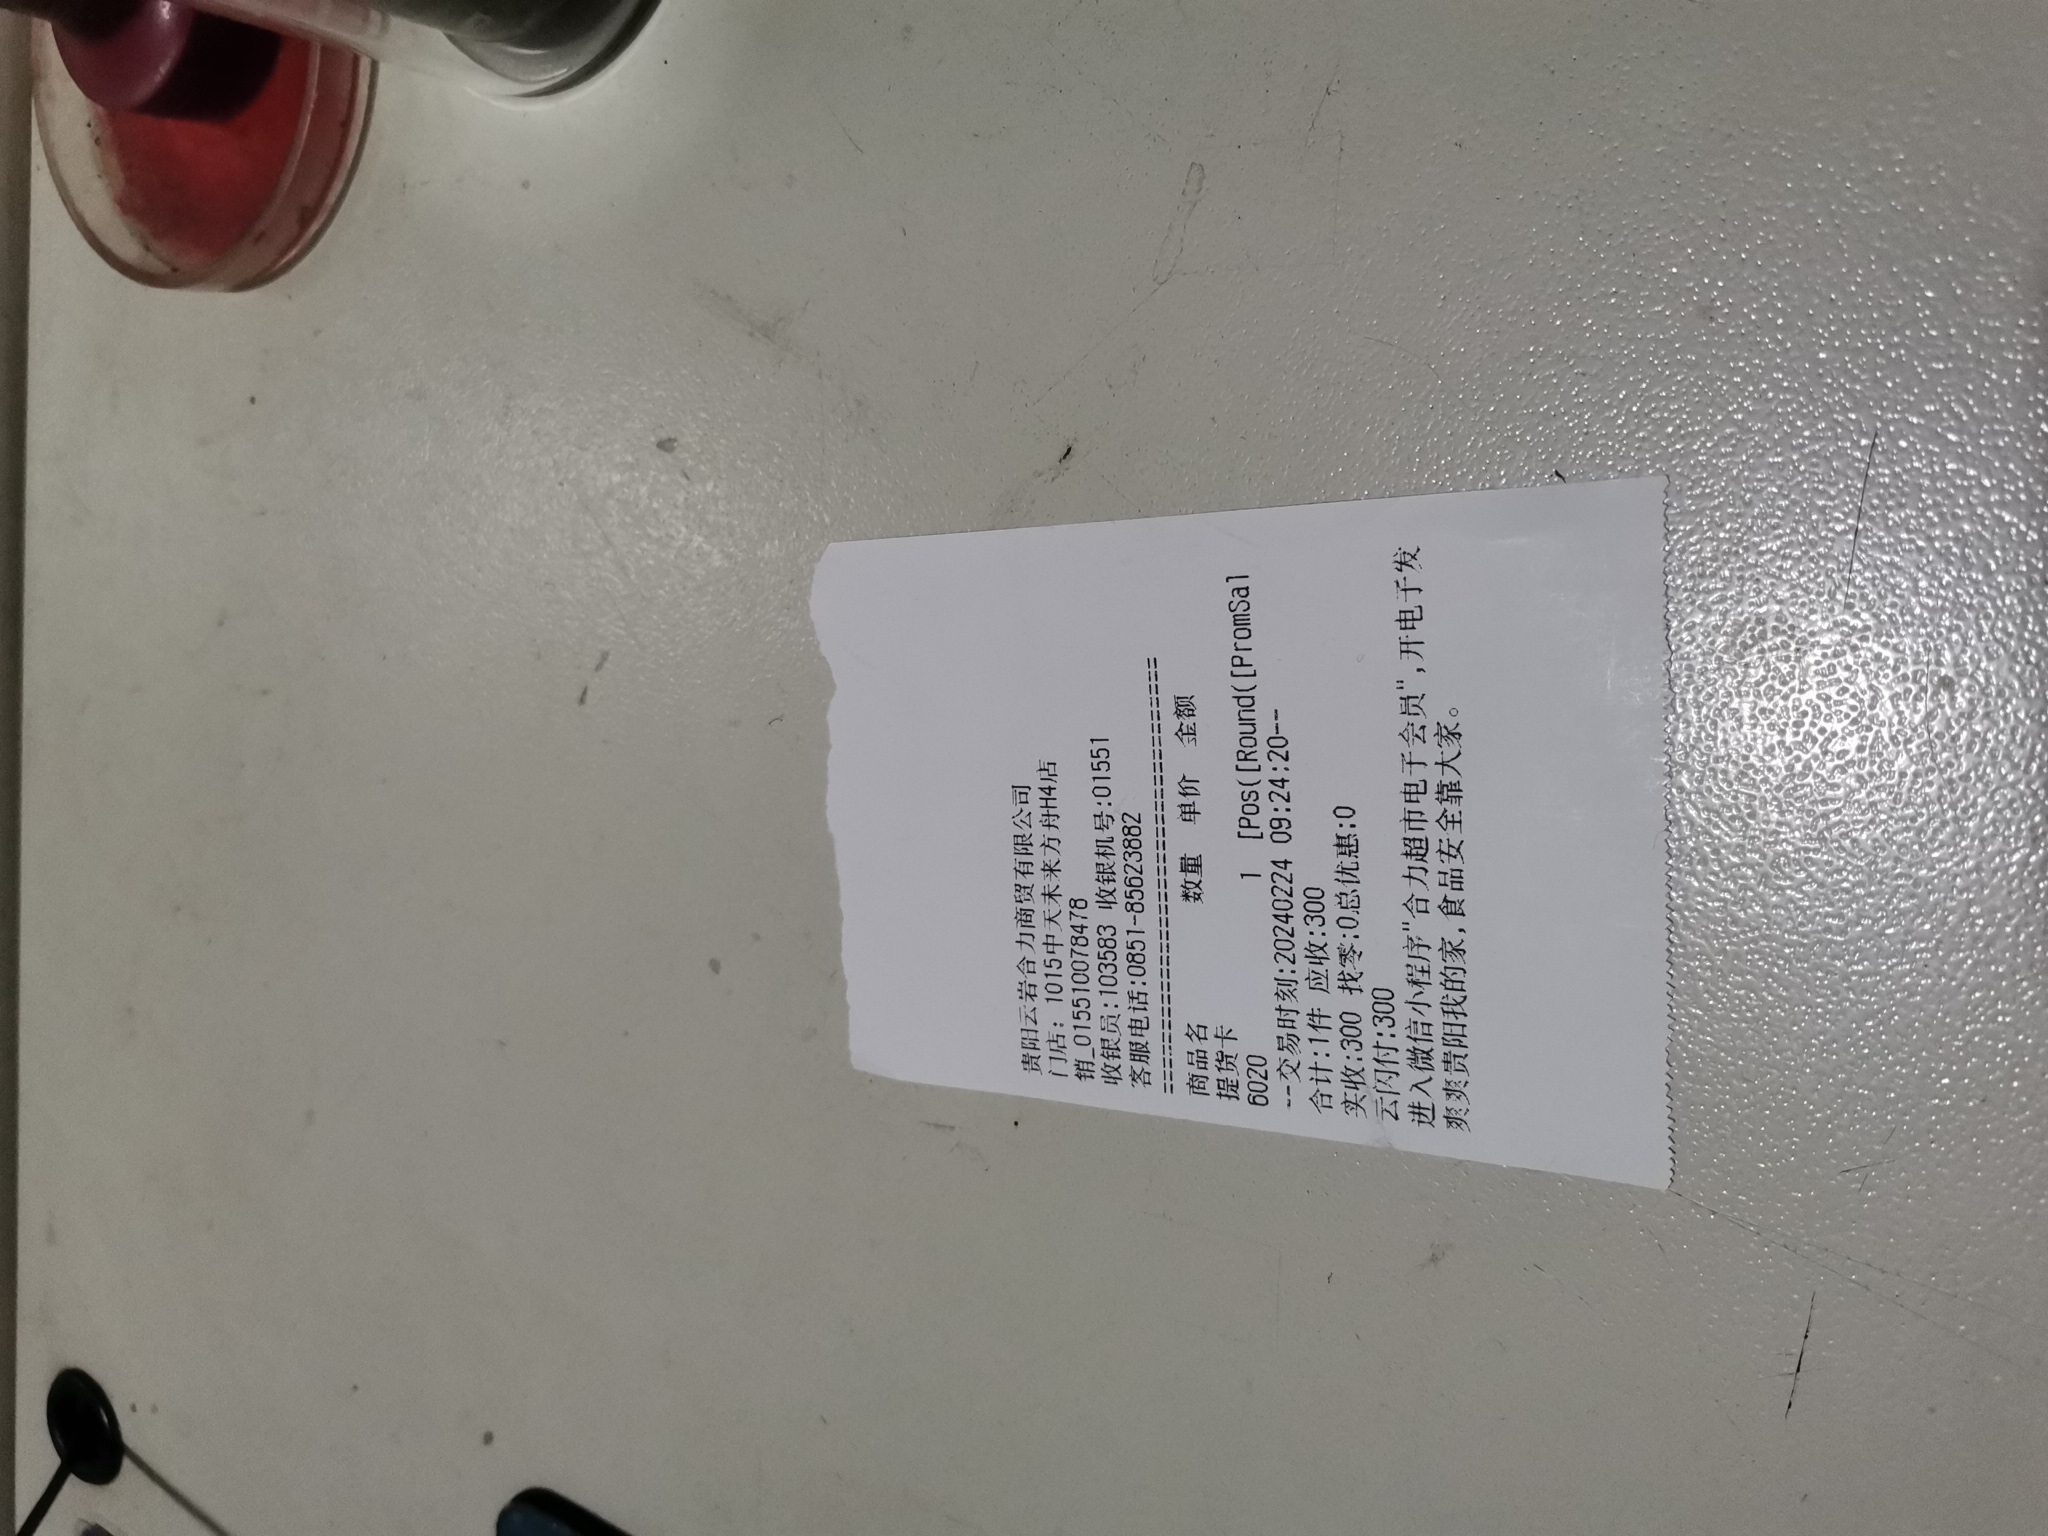 贵阳云岩合力商贸有限公司
门店: 1015中天未来方舟H4店
销_015510078478
收银员:103583 收银机号:01551
客服电话:0851-85623882
========================================
商品名 数量 单价 金额
提货卡
6020 1 [Pos([Round([PromSal
---交易时刻:20240224 09:24:20--
合计:1件 应收:300
实收:300 找零:0总优惠:0
云闪付:300
进入微信小程序"合力超市电子会员",开电子发
爽爽贵阳我的家,食品安全靠大家。